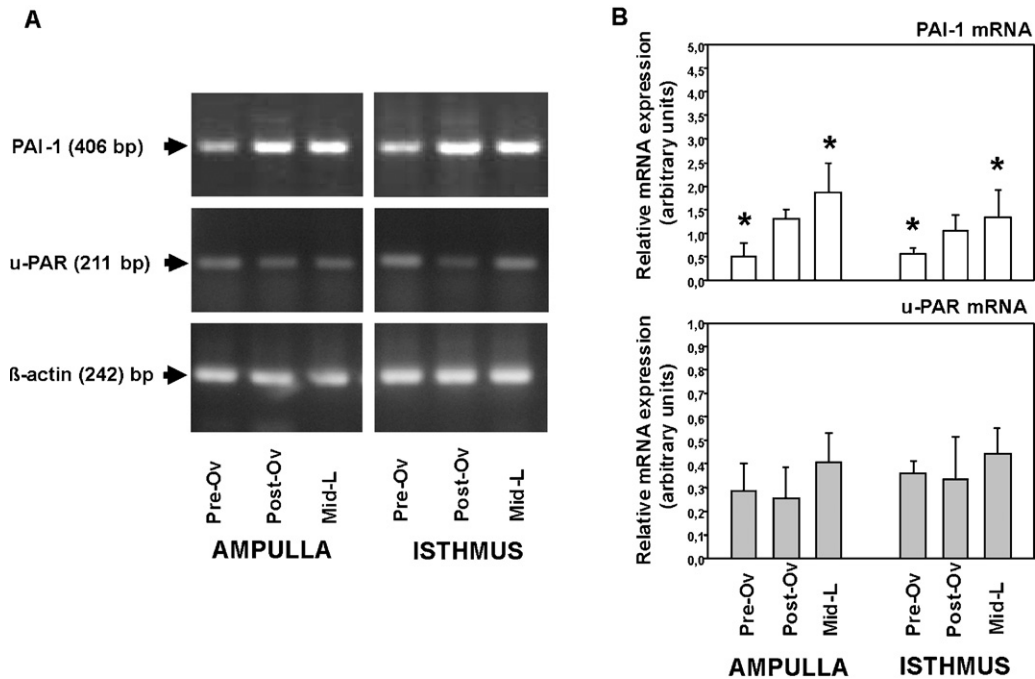 A
PAI-1 (406 bp)
u-PAR (211 bp)
ß-actin (242) bp
Pre-Ov
Post-Ov
Mid-L
Pre-Ov
Post-Ov
Mid-L
AMPULLA
ISTHMUS
B
PAI-1 mRNA
Relative mRNA expression
(arbitrary units)
5,0
4,5
4,0
3,5
3,0
2,5
2,0
1,5
1,0
0,5
0,0
*
*
*
*
u-PAR mRNA
Relative mRNA expression
(arbitrary units)
1,0
0,9
0,8
0,7
0,6
0,5
0,4
0,3
0,2
0,1
0,0
Pre-Ov
Post-Ov
Mid-L
Pre-Ov
Post-Ov
Mid-L
AMPULLA
ISTHMUS